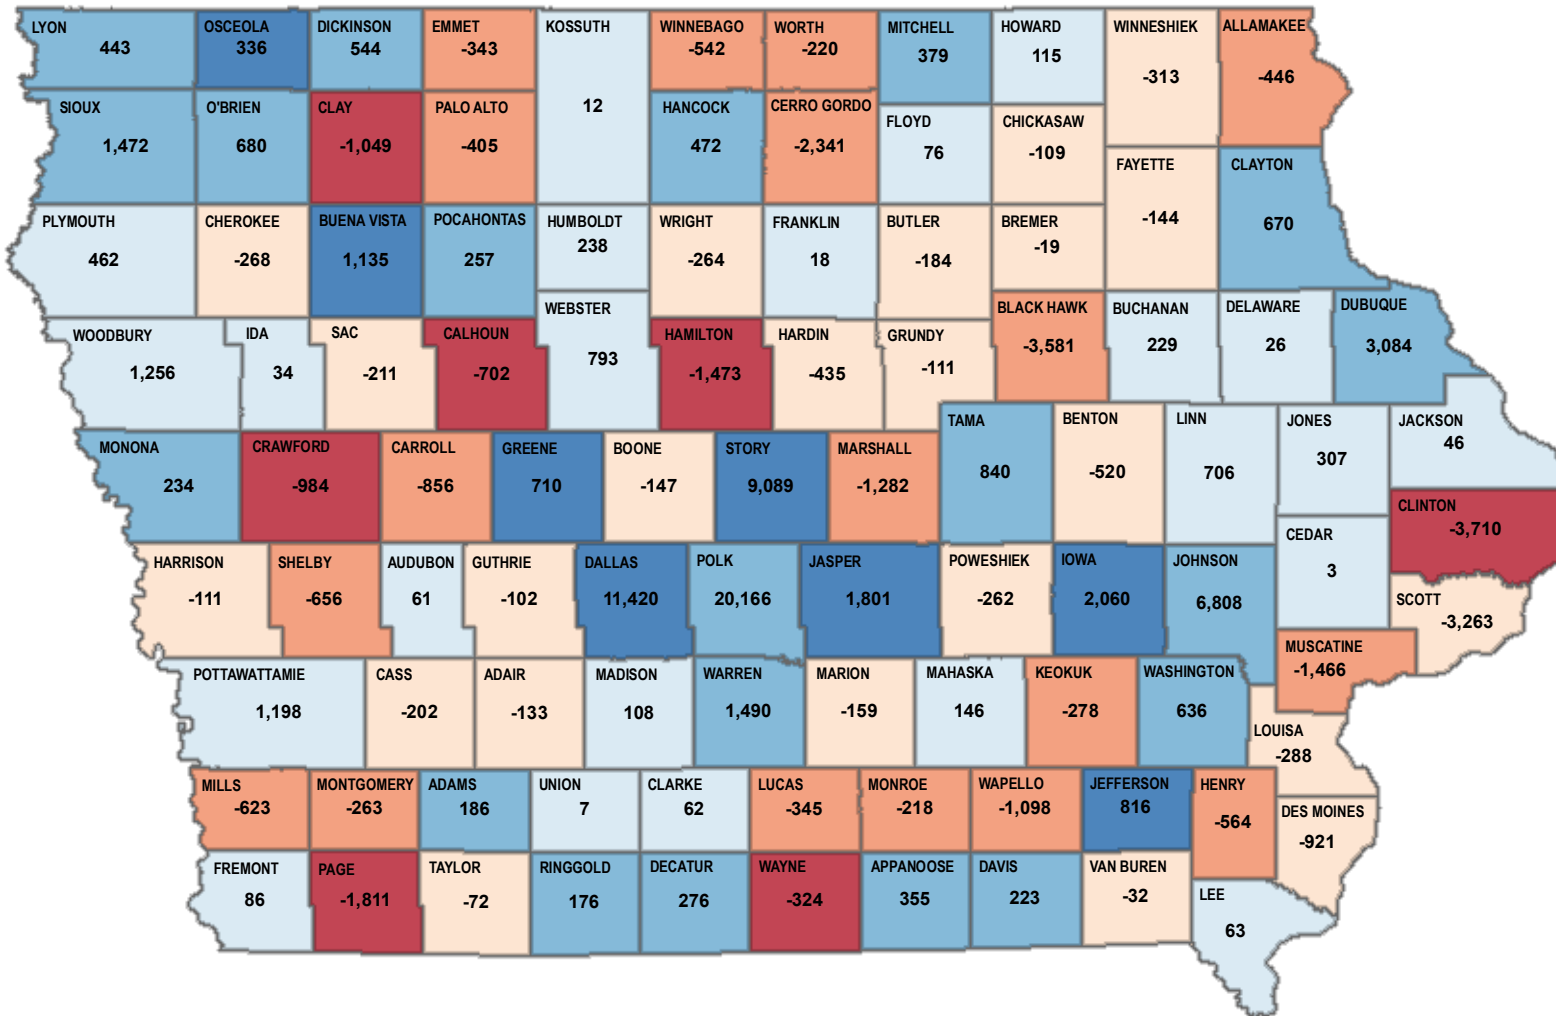 LYON
443
OSCEOLA
336
DICKINSON
544
EMMET
-343
KOSSUTH
12
WINNEBAGO
-542
WORTH
-220
MITCHELL
379
HOWARD
115
WINNESHIEK
-313
ALLAMAKEE
-446
SIOUX
1,472
O'BRIEN
680
CLAY
-1,049
PALO ALTO
-405
HANCOCK
472
CERRO GORDO
-2,341
FLOYD
76
CHICKASAW
-109
FAYETTE
-144
CLAYTON
670
PLYMOUTH
462
CHEROKEE
-268
BUENA VISTA
1,135
POCAHONTAS
257
HUMBOLDT
238
WRIGHT
-264
FRANKLIN
18
BUTLER
-184
BREMER
-19
WOODBURY
1,256
IDA
34
SAC
-211
CALHOUN
-702
WEBSTER
793
HAMILTON
-1,473
HARDIN
-435
GRUNDY
-111
BLACK HAWK
-3,581
BUCHANAN
229
DELAWARE
26
DUBUQUE
3,084
MONONA
234
CRAWFORD
-984
CARROLL
-856
GREENE
710
BOONE
-147
STORY
9,089
MARSHALL
-1,282
TAMA
840
BENTON
-520
LINN
706
JONES
307
JACKSON
46
CLINTON
-3,710
HARRISON
-111
SHELBY
-656
AUDUBON
61
GUTHRIE
-102
DALLAS
11,420
POLK
20,166
JASPER
1,801
POWESHIEK
-262
IOWA
2,060
JOHNSON
6,808
CEDAR
3
SCOTT
-3,263
MUSCATINE
-1,466
POTTAWATTAMIE
1,198
CASS
-202
ADAIR
-133
MADISON
108
WARREN
1,490
MARION
-159
MAHASKA
146
KEOKUK
-278
WASHINGTON
636
LOUISA
-288
MILLS
-623
MONTGOMERY
-263
ADAMS
186
UNION
7
CLARKE
62
LUCAS
-345
MONROE
-218
WAPELLO
-1,098
JEFFERSON
816
HENRY
-564
DES MOINES
-921
FREMONT
86
PAGE
-1,811
TAYLOR
-72
RINGGOLD
176
DECATUR
276
WAYNE
-324
APPANOOSE
355
DAVIS
223
VAN BUREN
-32
LEE
63